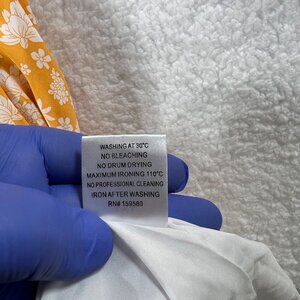 WASHING AT 30°C
NO BLEACHING
NO DRUM DRYING
MAXIMUM IRONING 110°C
NO PROFESSIONAL CLEANING
IRON AFTER WASHING
RN# 159580